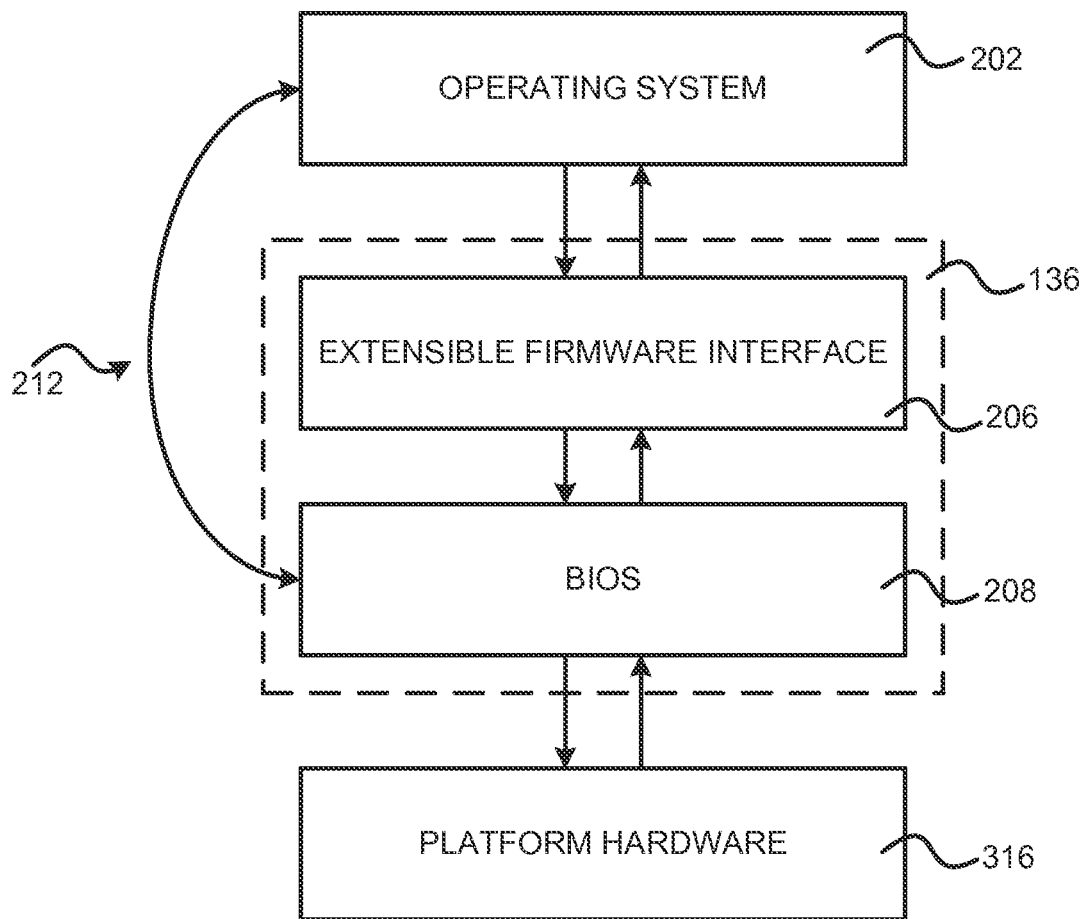 202
OPERATING SYSTEM
136
EXTENSIBLE FIRMWARE INTERFACE
212
206
BIOS
208
PLATFORM HARDWARE
316